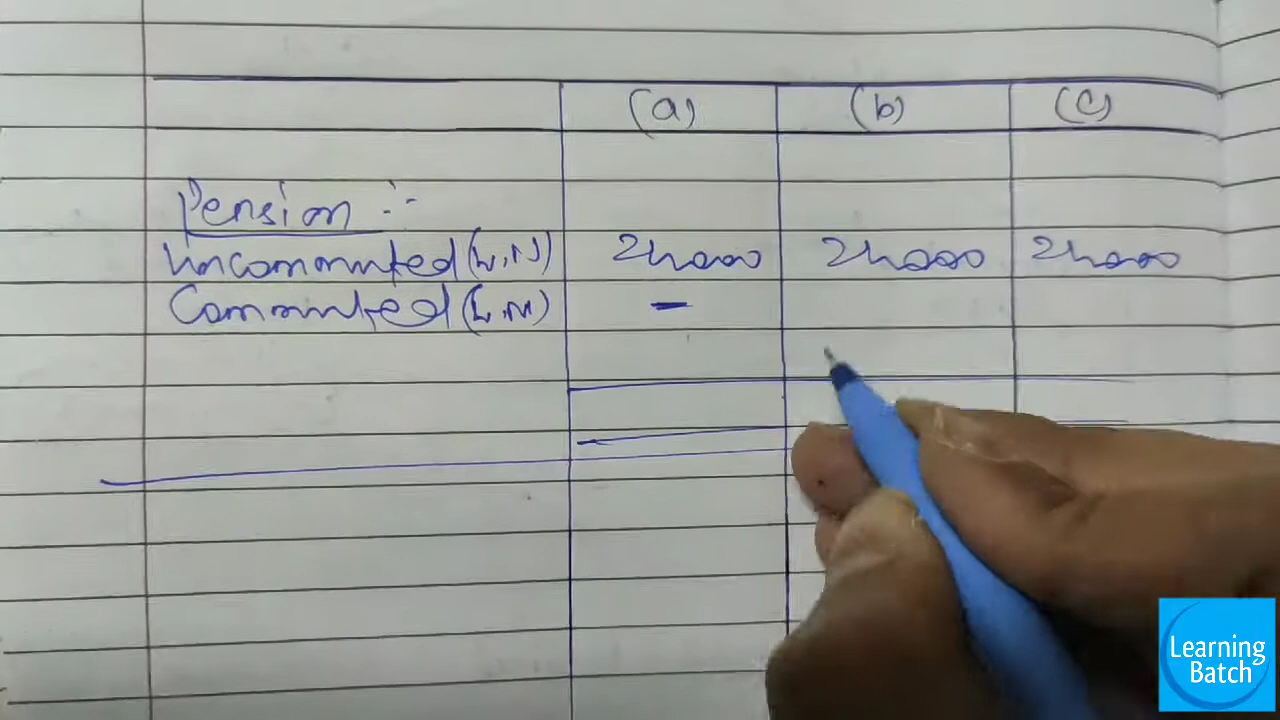 (a) (b) (c)
Pension :-
Uncommuted (W.N) 24000 24000 24000
Commuted (W.N) -
Learning
Batch